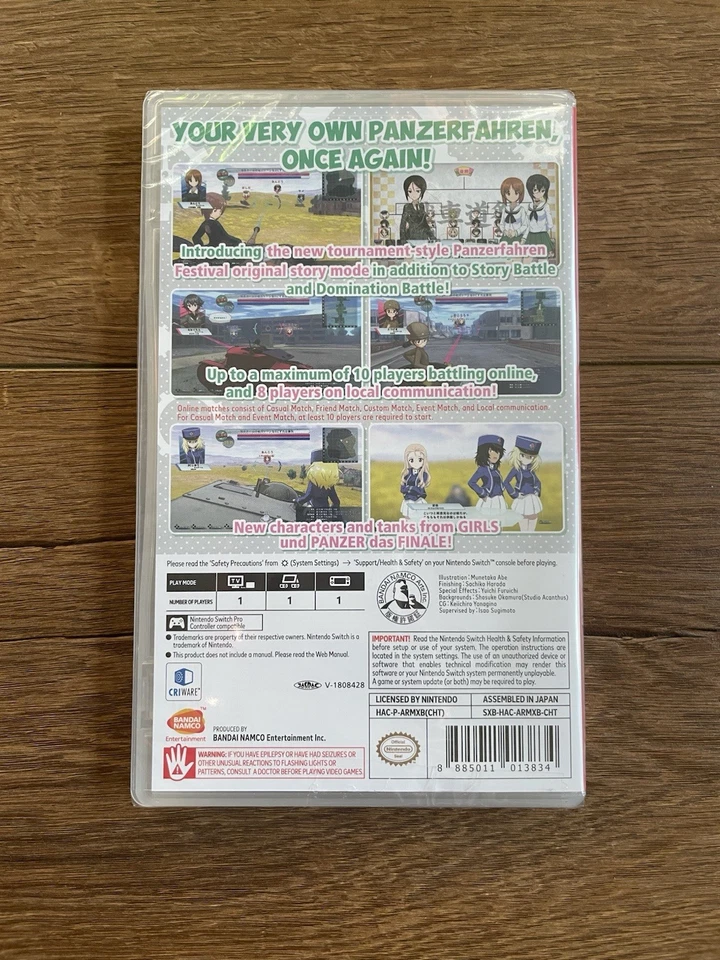 YOUR VERY OWN PANZERFAHREN,
ONCE AGAIN!
Introducing the new tournament-style Panzerfahren
Festival original story mode in addition to Story Battle
and Domination Battle!
Up to a maximum of 10 players battling online,
and 8 players on local communication!
Online matches consist of Casual Match, Friend Match, Custom Match, Event Match, and Local communication.
For Casual Match and Event Match, at least 10 players are required to start.
New characters and tanks from GIRLS
und PANZER das FINALE!
Please read the 'Safety Precautions' from (System Settings) → 'Support/Health & Safety' on your Nintendo Switch™ console before playing.
PLAY MODE
TV
NUMBER OF PLAYERS
1
1
1
Nintendo Switch Pro
Controller compatible
● Trademarks are property of their respective owners. Nintendo Switch is a
trademark of Nintendo.
● This product does not include a manual. Please read the Web Manual.
BANDAI NAMCO Arts Inc.
Illustration : Munetaka Abe
Finishing : Sachiko Harada
Special Effects : Yuichi Furuichi
Backgrounds : Shosuke Okamura(Studio Acanthus)
CG : Keiichiro Yanagino
Supervised by : Isao Sugimoto
IMPORTANT! Read the Nintendo Switch Health & Safety Information
before setup or use of your system. The operation instructions are
located in the system settings. The use of an unauthorized device or
software that enables technical modification may render this
software or your Nintendo Switch system permanently unplayable.
A game or system update (or both) may be required to play.
CRIWARE™
V-1808428
LICENSED BY NINTENDO
ASSEMBLED IN JAPAN
HAC-P-ARMXB(CHT)
SXB-HAC-ARMXB-CHT
BANDAI
NAMCO
Entertainment
PRODUCED BY
BANDAI NAMCO Entertainment Inc.
Official
Nintendo
Seal
WARNING: IF YOU HAVE EPILEPSY OR HAVE HAD SEIZURES OR
OTHER UNUSUAL REACTIONS TO FLASHING LIGHTS OR
PATTERNS, CONSULT A DOCTOR BEFORE PLAYING VIDEO GAMES.
8 885011 013834